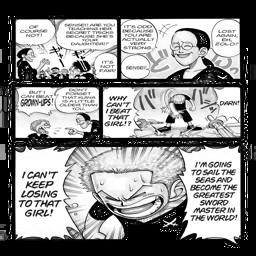 OF
COURSE
NOT!
SENSEI! ARE YOU
TEACHING HER
SECRET TRICKS
BECAUSE SHE'S
YOUR
DAUGHTER!?
IT'S
NOT
FAIR!
IT'S ODD
BECAUSE
YOU ARE
ACTUALLY
VERY
STRONG.
SENSEI!
LOST
AGAIN,
EH,
ZOLO?
BUT I
CAN BEAT
GROWN-UPS!
DON'T
FORGET
THAT KUINA
IS A LITTLE
OLDER THAN
WHY
CAN'T I
BEAT
THAT
GIRL!?
DARN!
I CAN'T
KEEP
LOSING
TO THAT
GIRL!
I'M GOING
TO SAIL THE
SEAS AND
BECOME THE
GREATEST
SWORD
MASTER IN
THE WORLD!